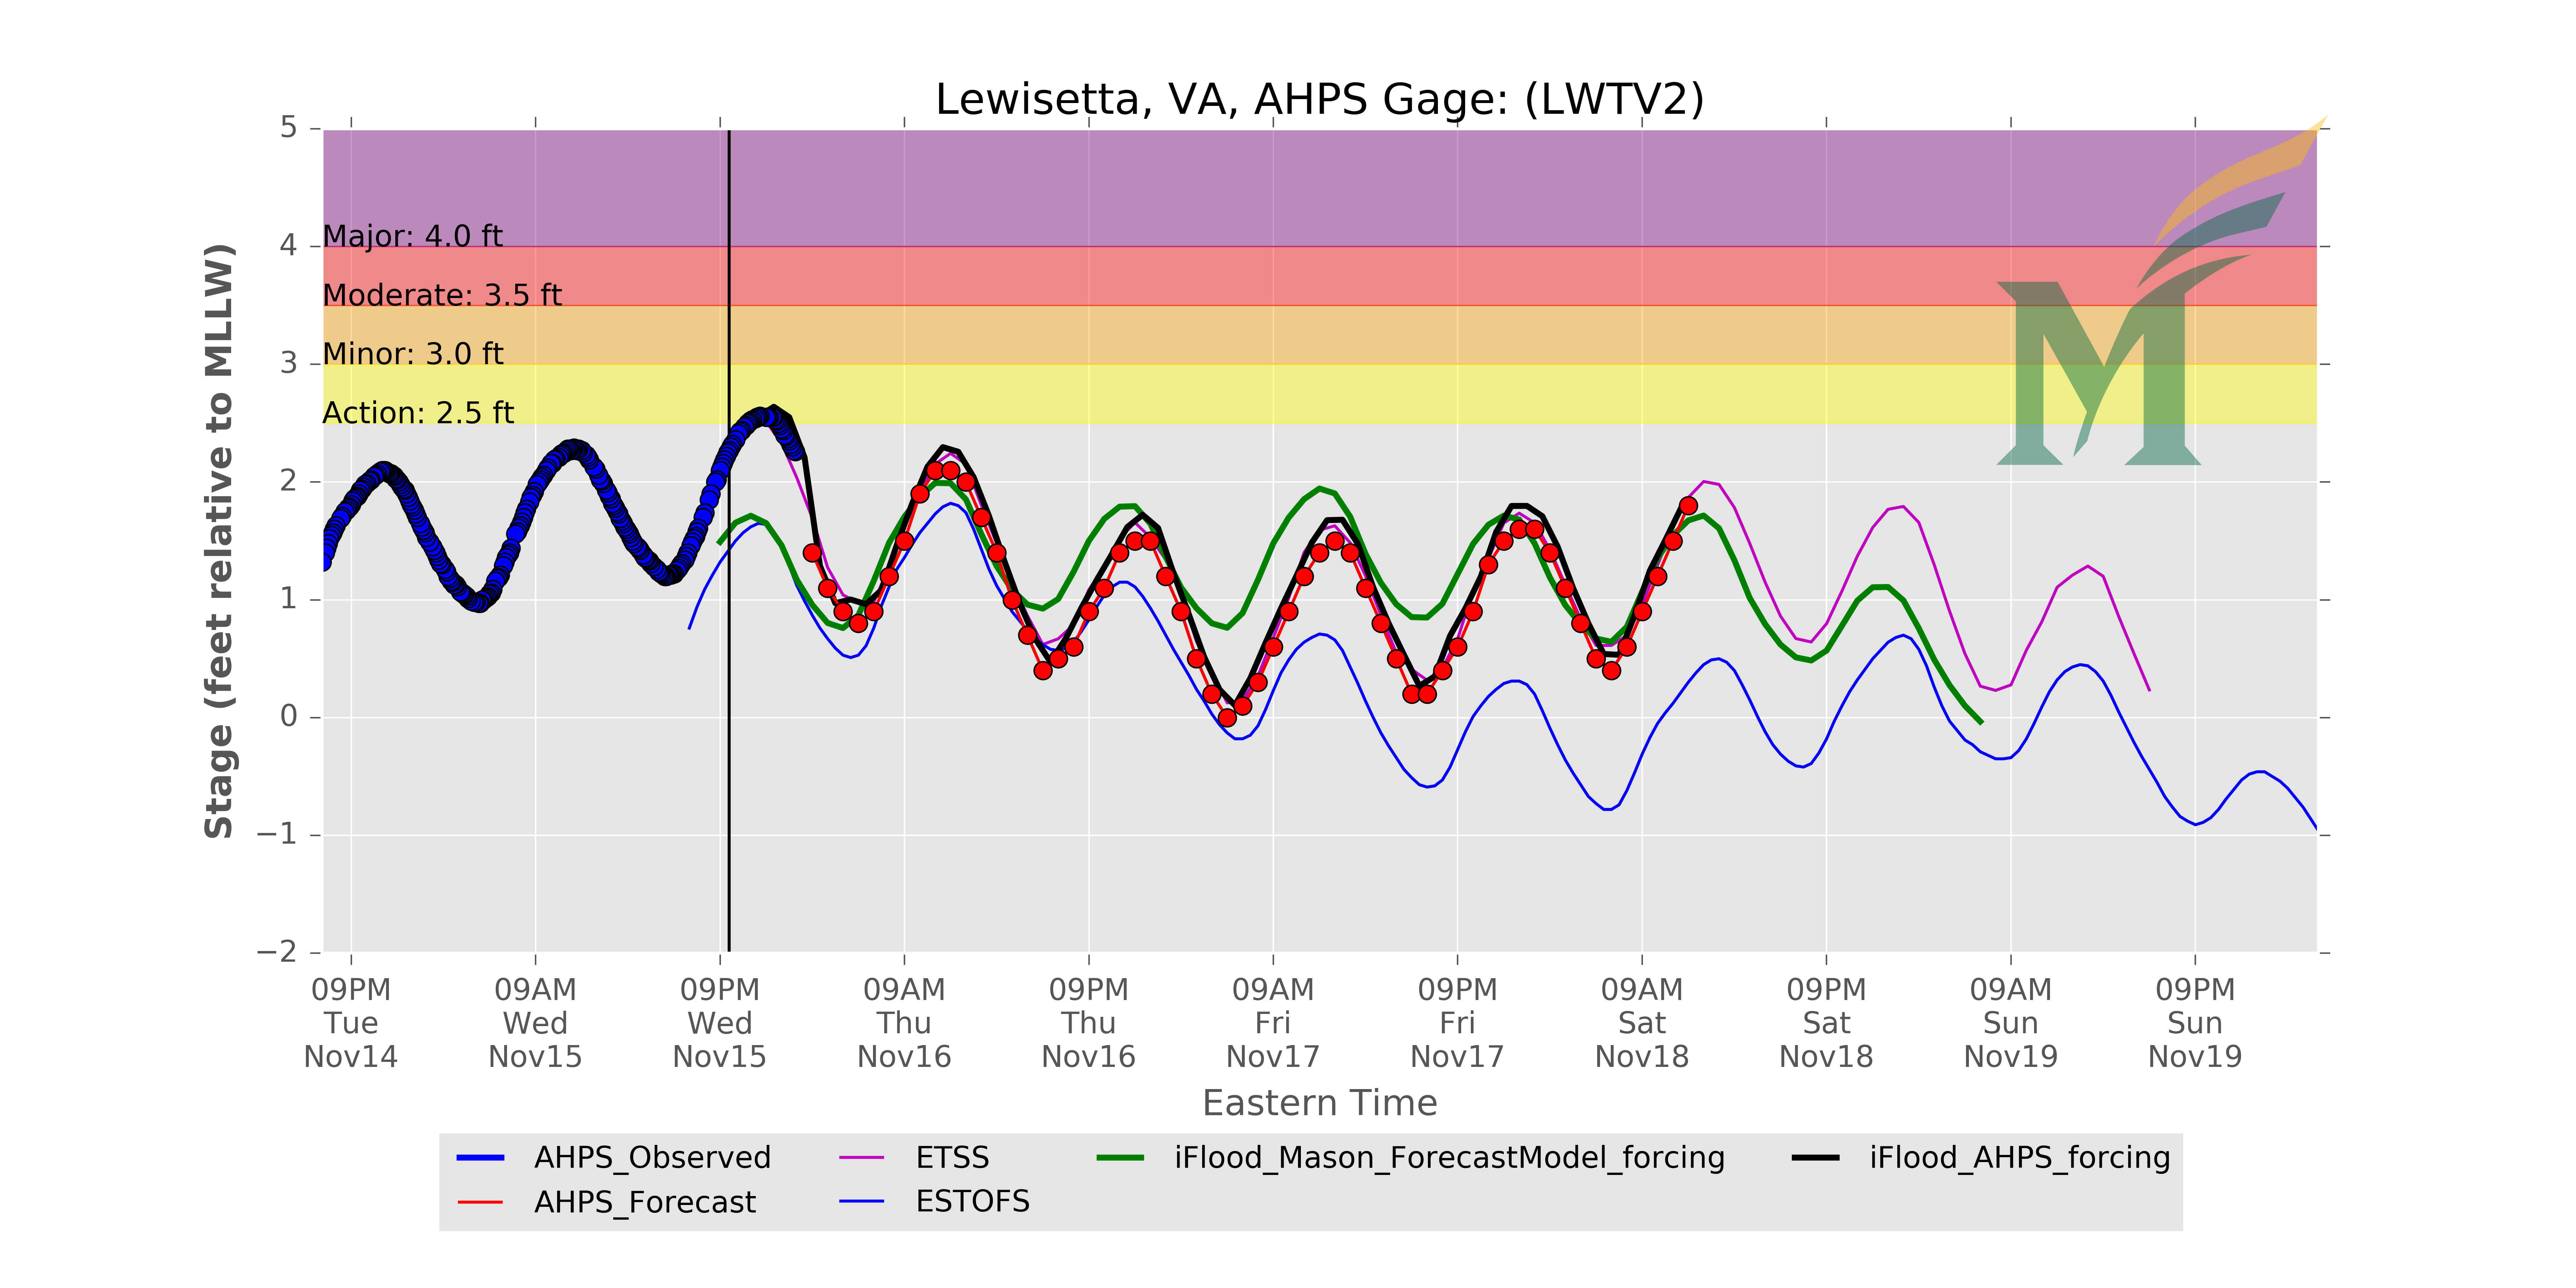 Lewisetta, VA, AHPS Gage: (LWTV2)
Stage (feet relative to MLLW)
5
4
3
2
1
0
−1
−2
Major: 4.0 ft
Moderate: 3.5 ft
Minor: 3.0 ft
Action: 2.5 ft
M
09PM 09AM 09PM 09AM 09PM 09AM 09PM 09AM 09PM 09AM 09PM
Tue Wed Wed Thu Thu Fri Fri Sat Sat Sun Sun
Nov14 Nov15 Nov15 Nov16 Nov16 Nov17 Nov17 Nov18 Nov18 Nov19 Nov19
Eastern Time
AHPS_Observed ETSS iFlood_Mason_ForecastModel_forcing iFlood_AHPS_forcing
AHPS_Forecast ESTOFS